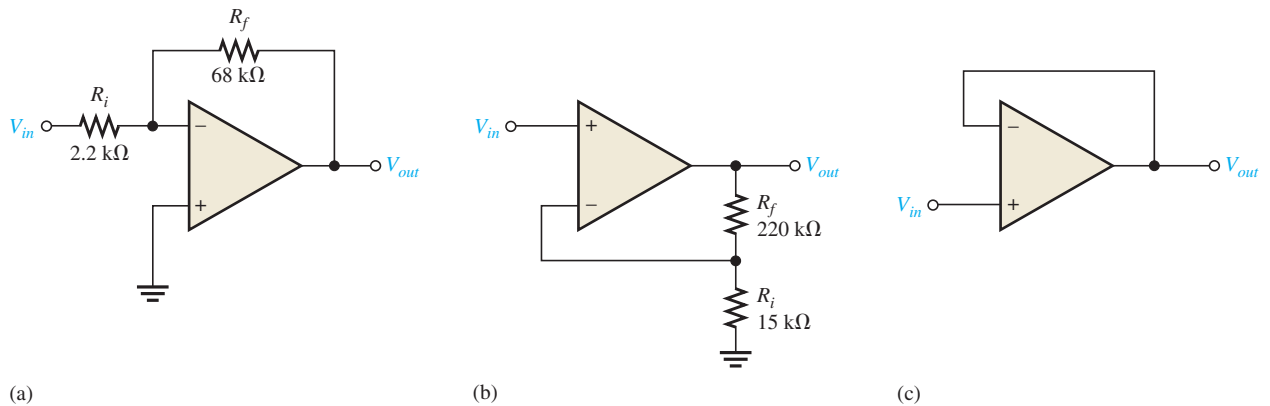 R_f
68 kΩ
R_i
V_in
2.2 kΩ
−
+
V_out
(a)
V_in
+
−
V_out
R_f
220 kΩ
R_i
15 kΩ
(b)
−
V_in
+
V_out
(c)